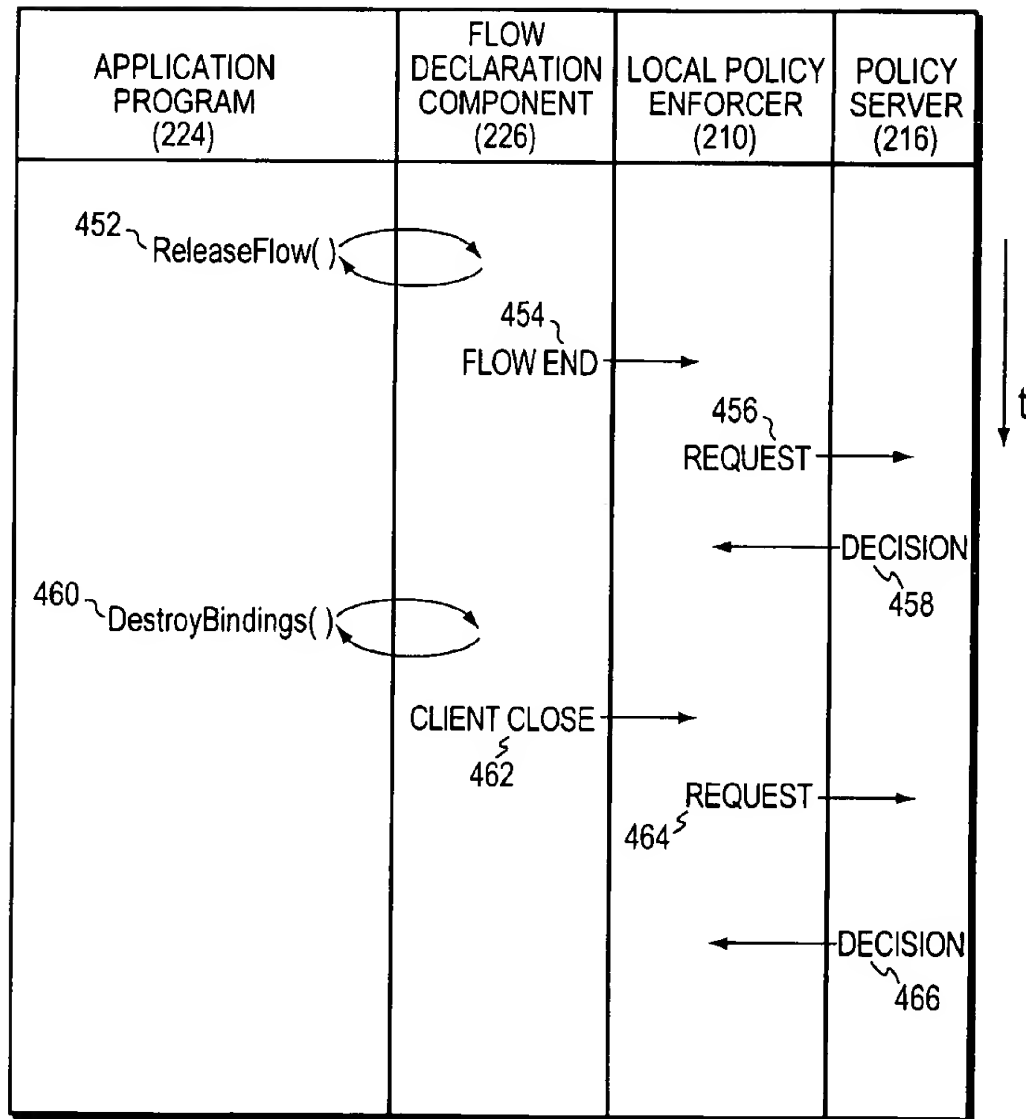 APPLICATION
PROGRAM
(224)
FLOW
DECLARATION
COMPONENT
(226)
LOCAL POLICY
ENFORCER
(210)
POLICY
SERVER
(216)
452
ReleaseFlow( )
454
FLOW END
t
456
REQUEST
DECISION
458
460
DestroyBindings( )
CLIENT CLOSE
462
REQUEST
464
DECISION
466